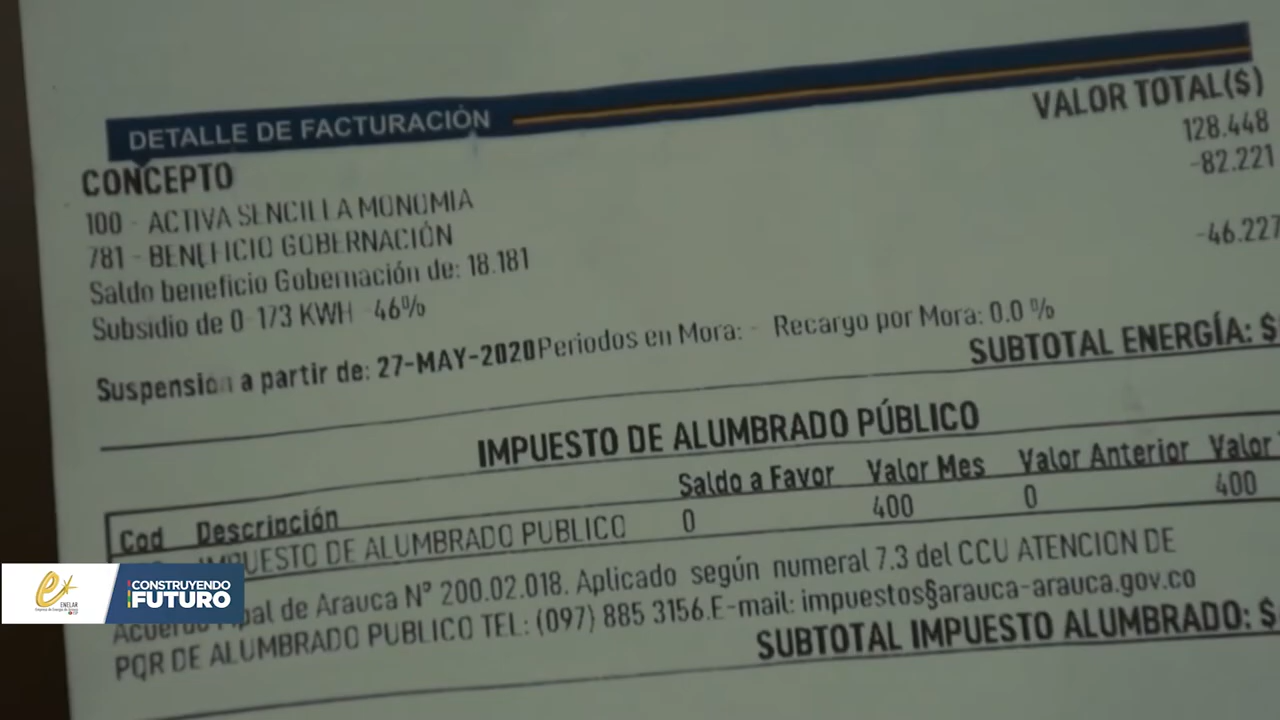 DETALLE DE FACTURACIÓN
CONCEPTO VALOR TOTAL($)
100 - ACTIVA SENCILLA MONOMIA 128.448
781 - BENEFICIO GOBERNACIÓN -82.221
Saldo beneficio Gobernación de: 18.181
Subsidio de 0 173 KWH -46% -46.227
Suspension a partir de: 27-MAY-2020 Periodos en Mora: - Recargo por Mora: 0.0 %
SUBTOTAL ENERGÍA: $
IMPUESTO DE ALUMBRADO PÚBLICO
Cod Descripción Saldo a Favor Valor Mes Valor Anterior Valor
IMPUESTO DE ALUMBRADO PUBLICO 0 400 0 400
Acuerdo pal de Arauca N° 200.02.018. Aplicado según numeral 7.3 del CCU ATENCION DE
PQR DE ALUMBRADO PUBLICO TEL: (097) 885 3156.E-mail: impuestos§arauca-arauca.gov.co
SUBTOTAL IMPUESTO ALUMBRADO: $
e
ENELAR
CONSTRUYENDO
FUTURO